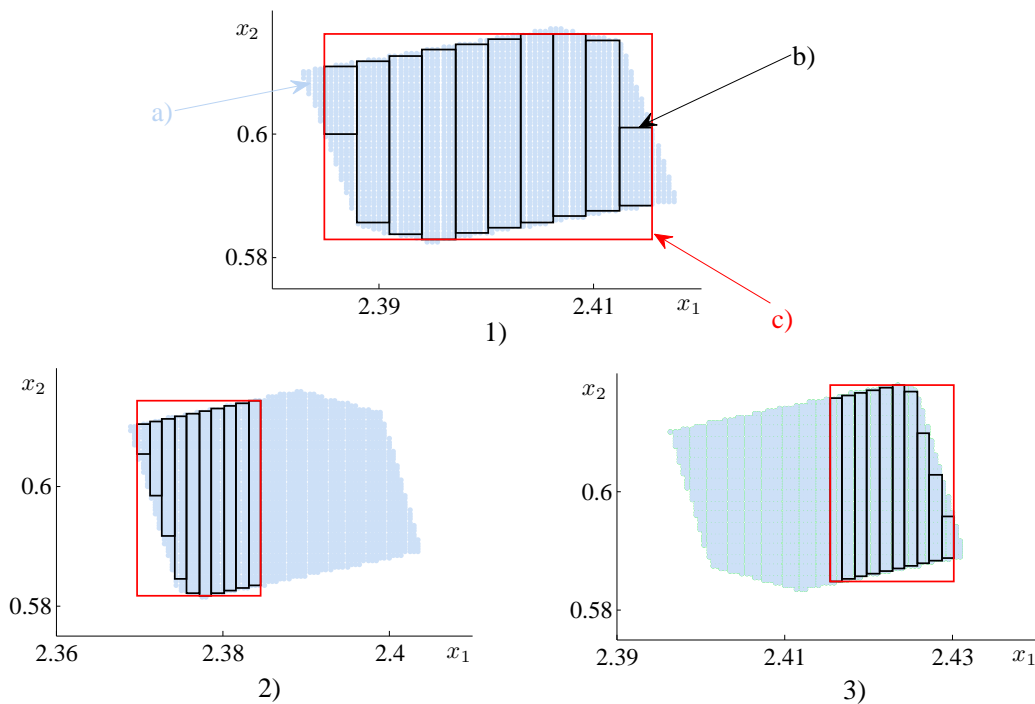 x₂
b)
a)
0.6
0.58
2.39
2.41
x₁
c)
1)
x₂
0.6
0.58
2.36
2.38
2.4
x₁
2)
x₂
0.6
0.58
2.39
2.41
2.43
x₁
3)